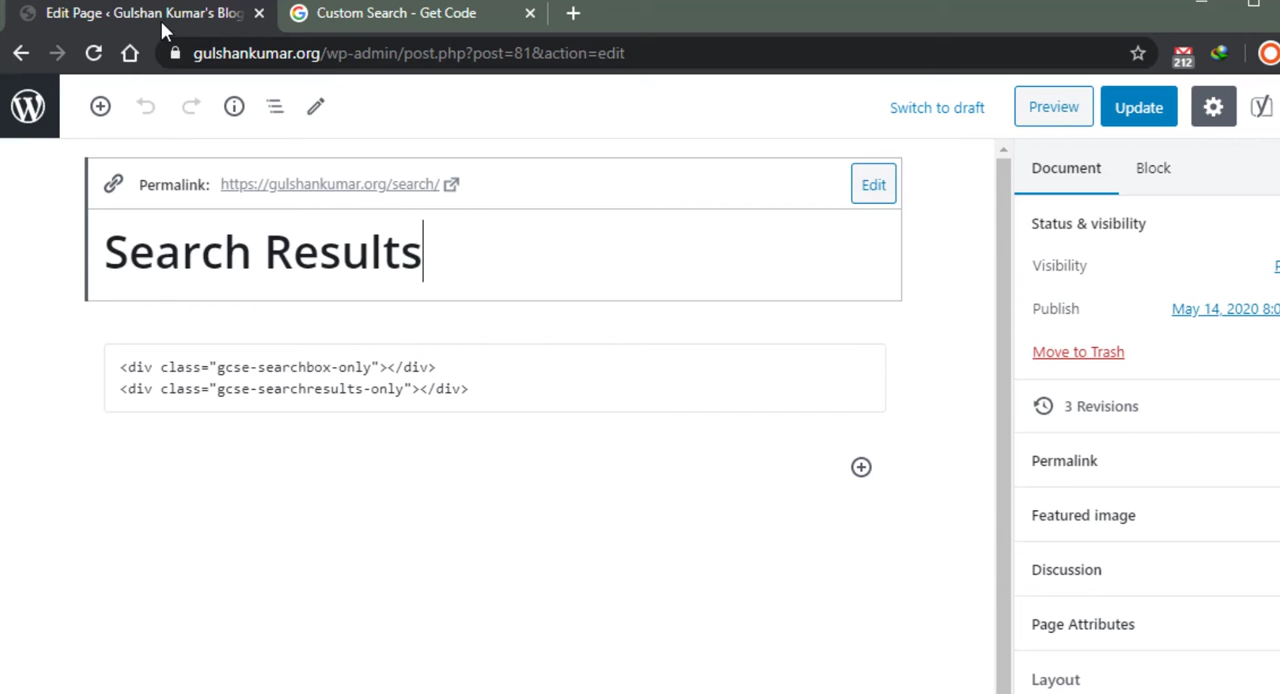 Edit Page ‹ Gulshan Kumar's Blog
Custom Search - Get Code
gulshankumar.org/wp-admin/post.php?post=81&action=edit
212
Switch to draft
Preview
Update
Permalink: https://gulshankumar.org/search/
Edit
Search Results
<div class="gcse-searchbox-only"></div>
<div class="gcse-searchresults-only"></div>
Document
Block
Status & visibility
Visibility
Publish
May 14, 2020 8:0
Move to Trash
3 Revisions
Permalink
Featured image
Discussion
Page Attributes
Layout